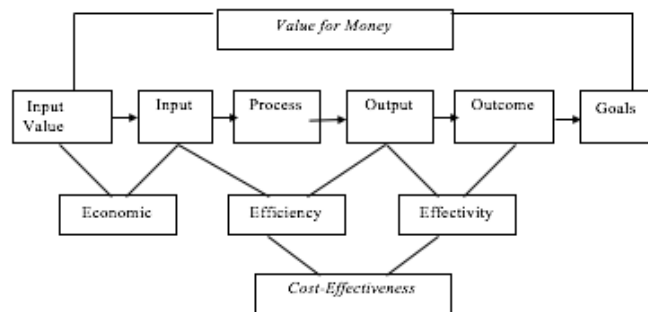 Value for Money
Input
Value
Input
Process
Output
Outcome
Goals
Economic
Efficiency
Effectivity
Cost-Effectiveness